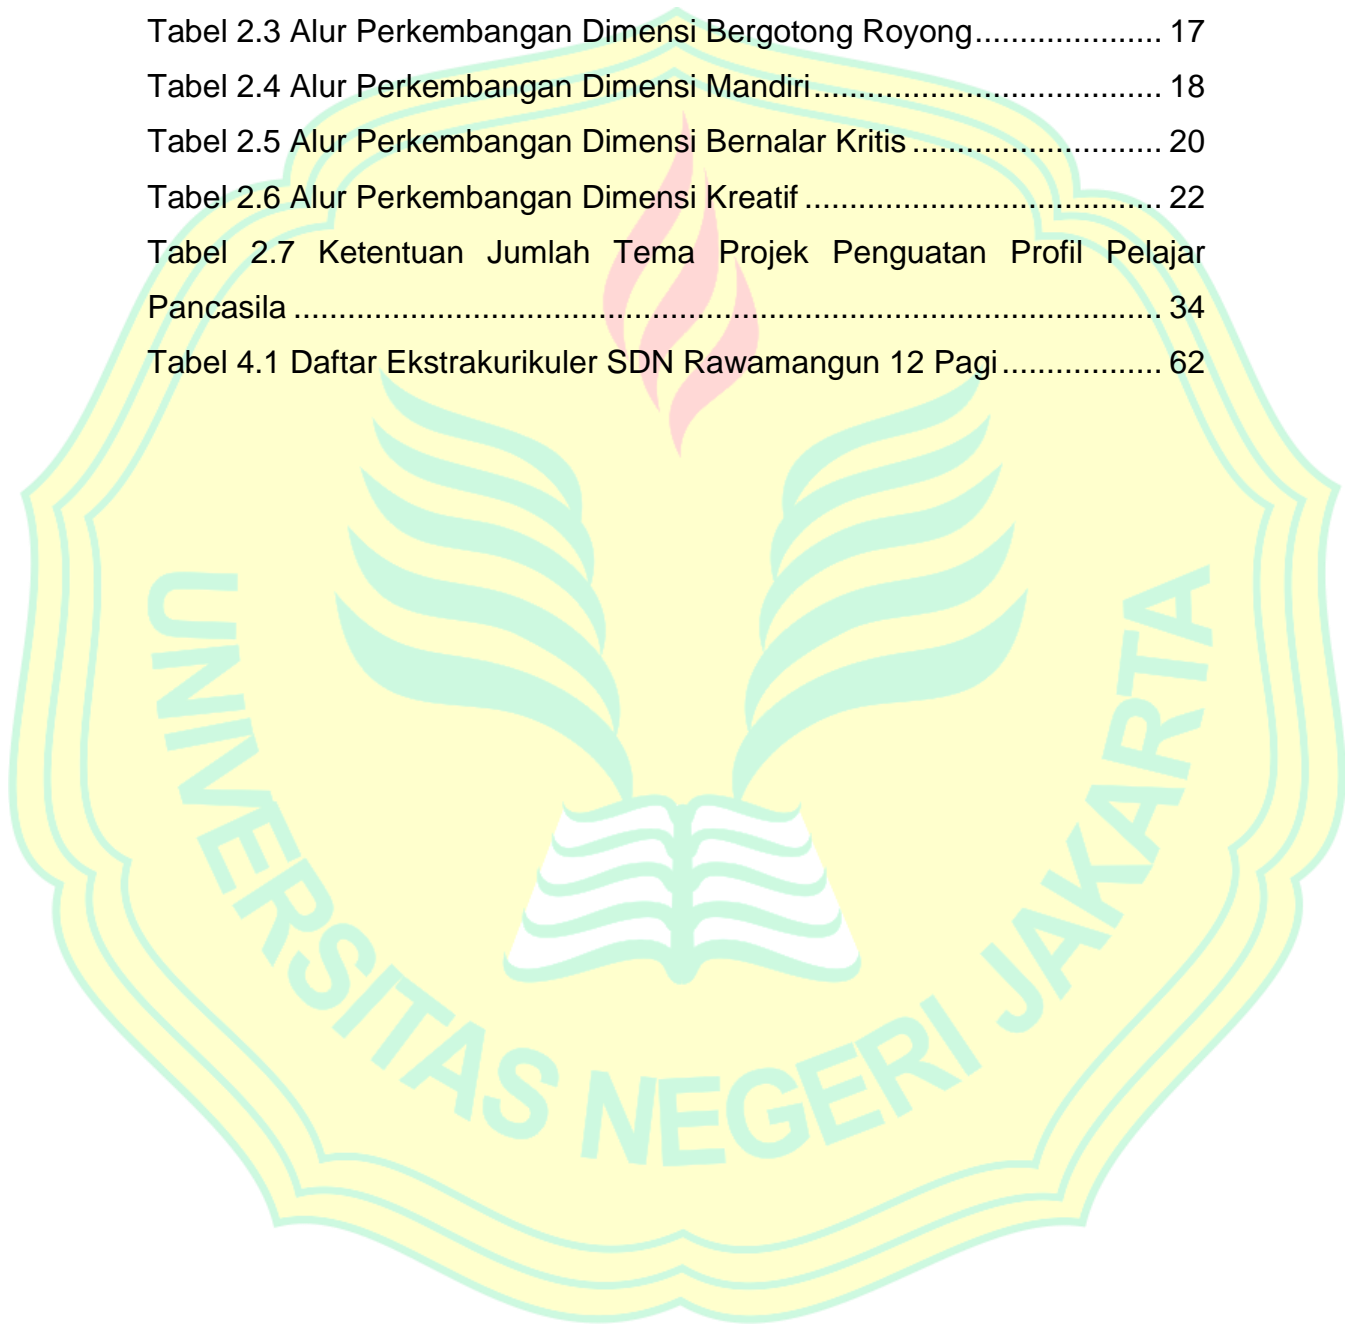 Tabel 2.3 Alur Perkembangan Dimensi Bergotong Royong..................... 17
Tabel 2.4 Alur Perkembangan Dimensi Mandiri....................................... 18
Tabel 2.5 Alur Perkembangan Dimensi Bernalar Kritis ............................ 20
Tabel 2.6 Alur Perkembangan Dimensi Kreatif ........................................ 22
Tabel 2.7 Ketentuan Jumlah Tema Projek Penguatan Profil Pelajar
Pancasila ................................................................................................. 34
Tabel 4.1 Daftar Ekstrakurikuler SDN Rawamangun 12 Pagi.................. 62
UNIVERSITAS NEGERI JAKARTA